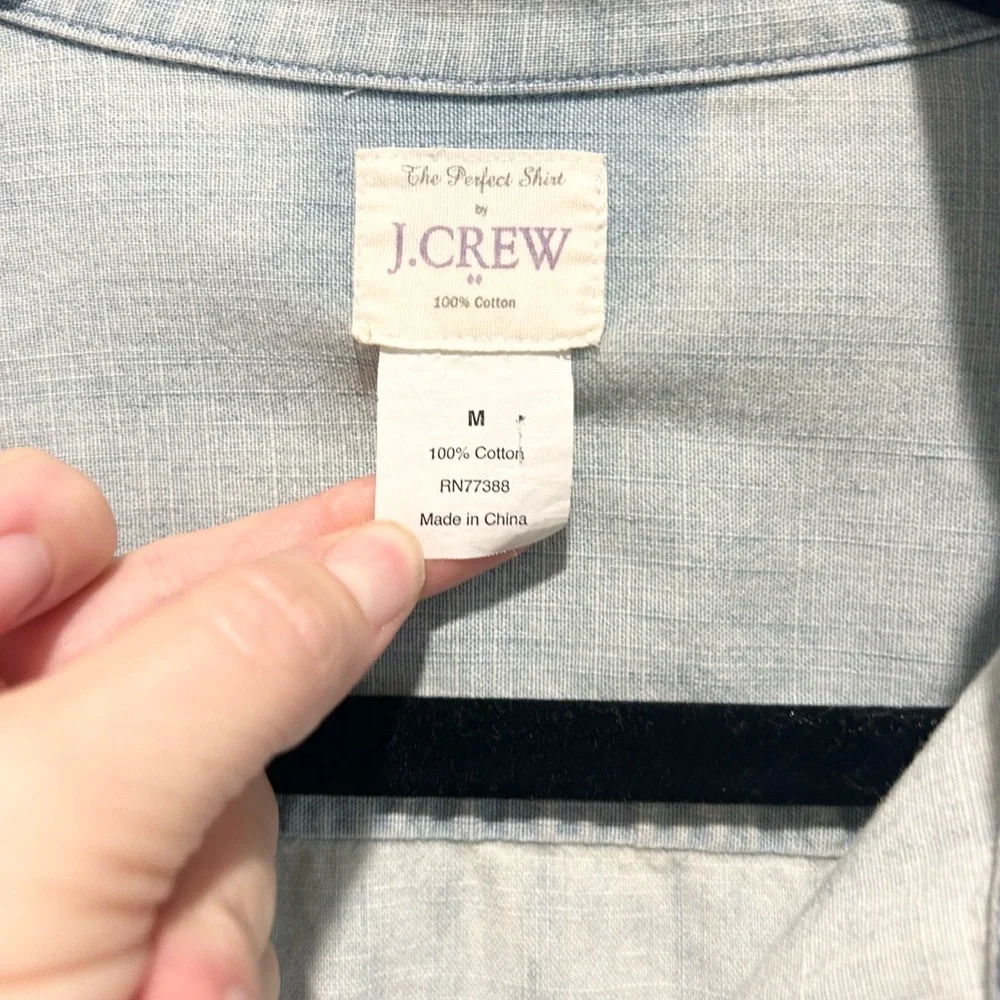 The Perfect Shirt
by
J.CREW
100% Cotton
M
100% Cotton
RN77388
Made in China